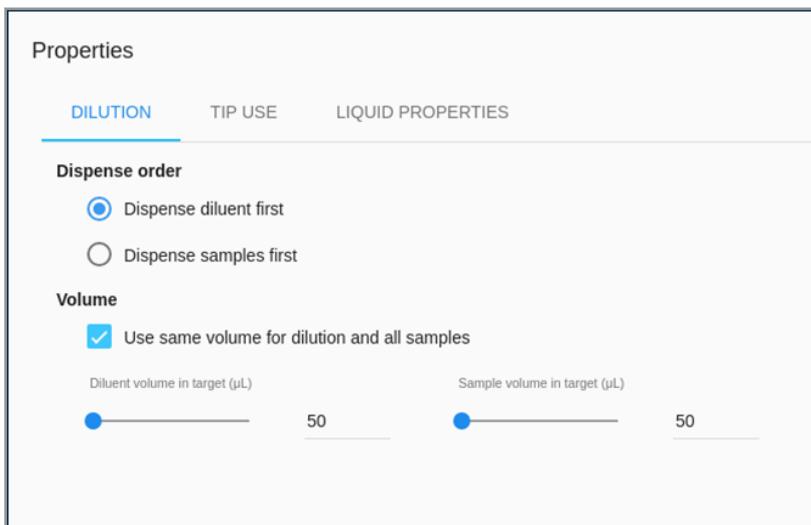 Properties
DILUTION TIP USE LIQUID PROPERTIES
Dispense order
Dispense diluent first
Dispense samples first
Volume
Use same volume for dilution and all samples
Diluent volume in target (µL) Sample volume in target (µL)
50 50